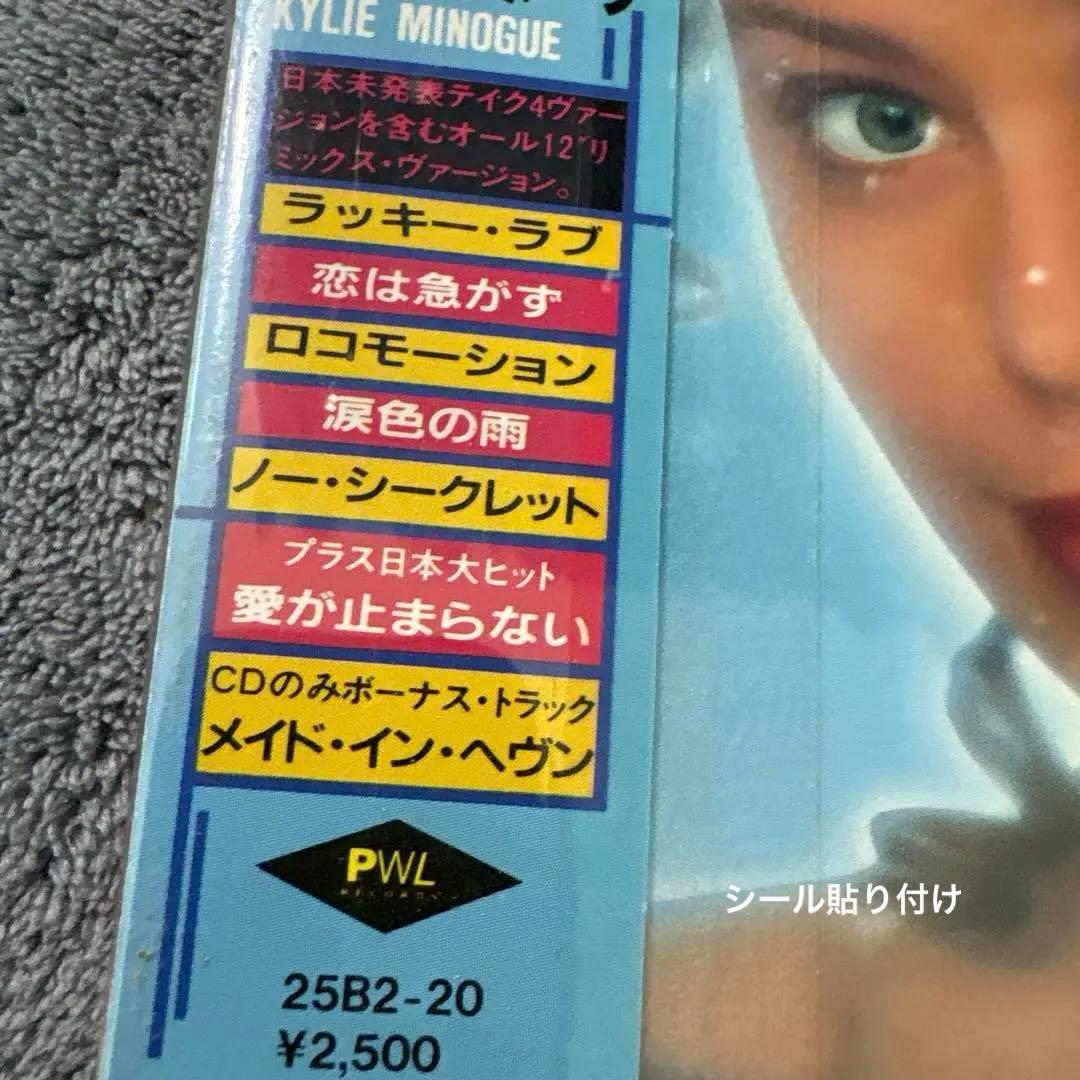 KYLIE MINOGUE
日本未発表テイク4ヴァー
ジョンを含むオール12"リ
ミックス・ヴァージョン。
ラッキー・ラブ
恋は急がず
ロコモーション
涙色の雨
ノー・シークレット
プラス日本大ヒット
愛が止まらない
CDのみボーナス・トラック
メイド・イン・ヘヴン
PWL
RECORDS
シール貼り付け
25B2-20
¥2,500